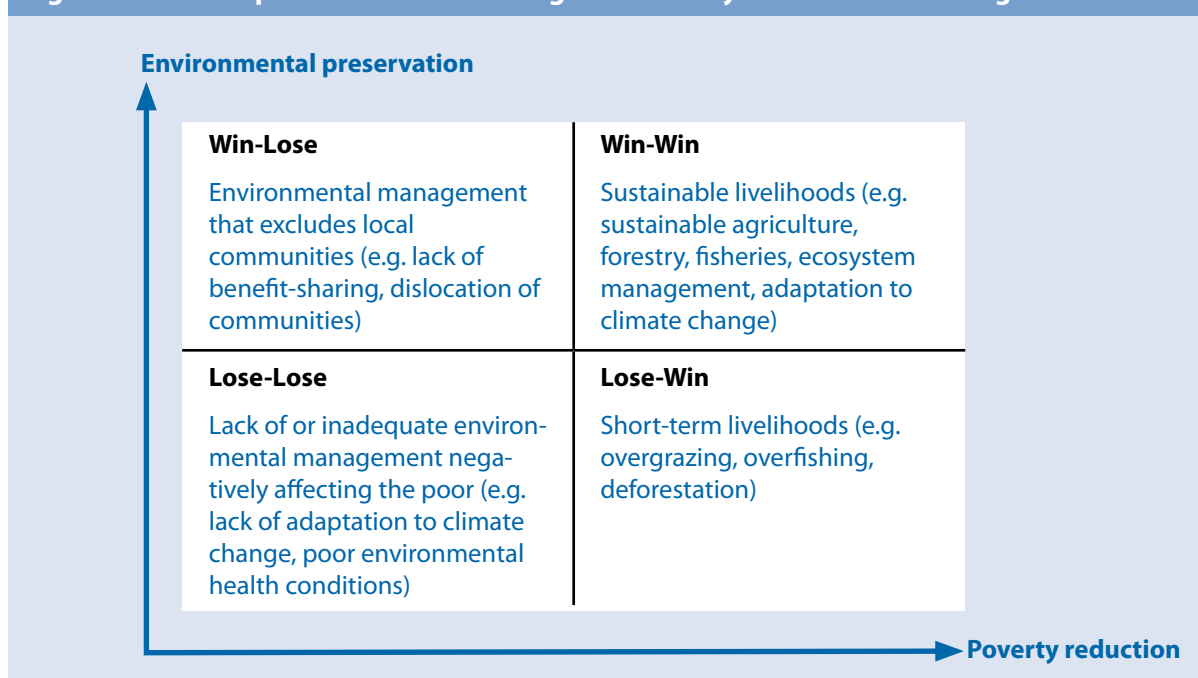 Environmental preservation
Win-Lose
Environmental management
that excludes local
communities (e.g. lack of
benefit-sharing, dislocation of
communities)
Win-Win
Sustainable livelihoods (e.g.
sustainable agriculture,
forestry, fisheries, ecosystem
management, adaptation to
climate change)
Lose-Lose
Lack of or inadequate environ-
mental management nega-
tively affecting the poor (e.g.
lack of adaptation to climate
change, poor environmental
health conditions)
Lose-Win
Short-term livelihoods (e.g.
overgrazing, overfishing,
deforestation)
Poverty reduction